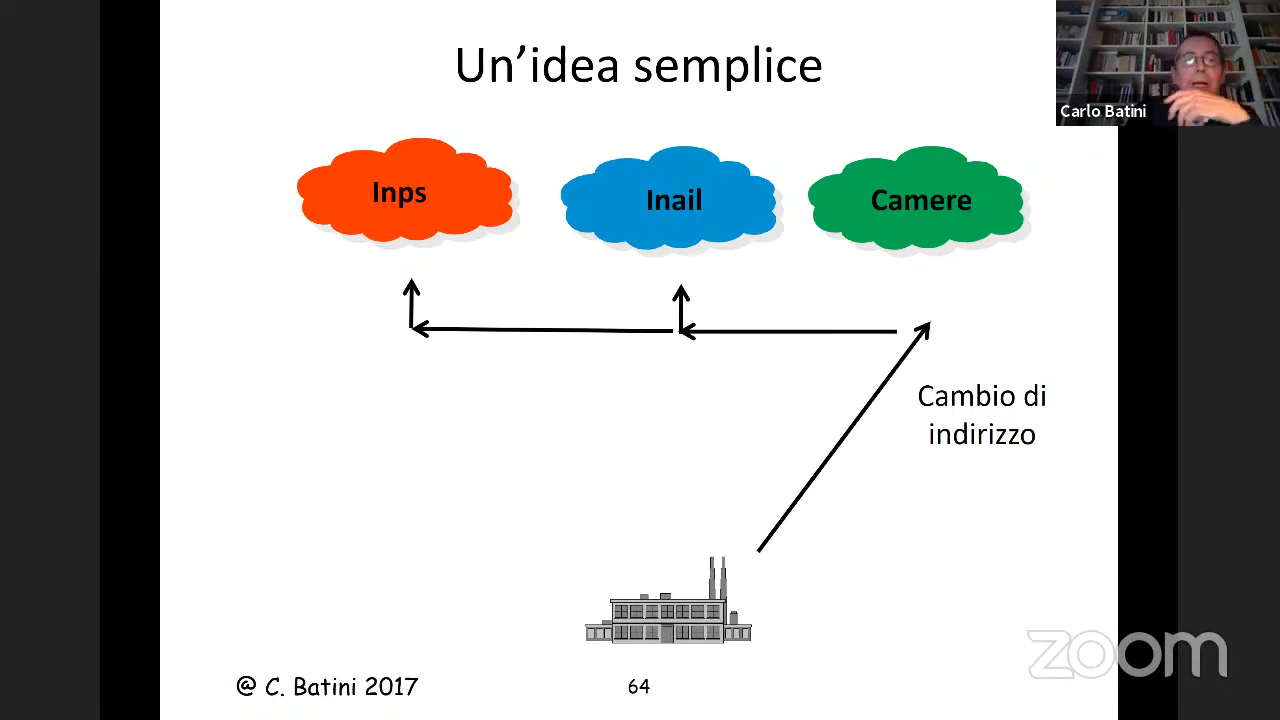 Un'idea semplice
Carlo Batini
Inps
Inail
Camere
Cambio di
indirizzo
zoom
@ C. Batini 2017
64